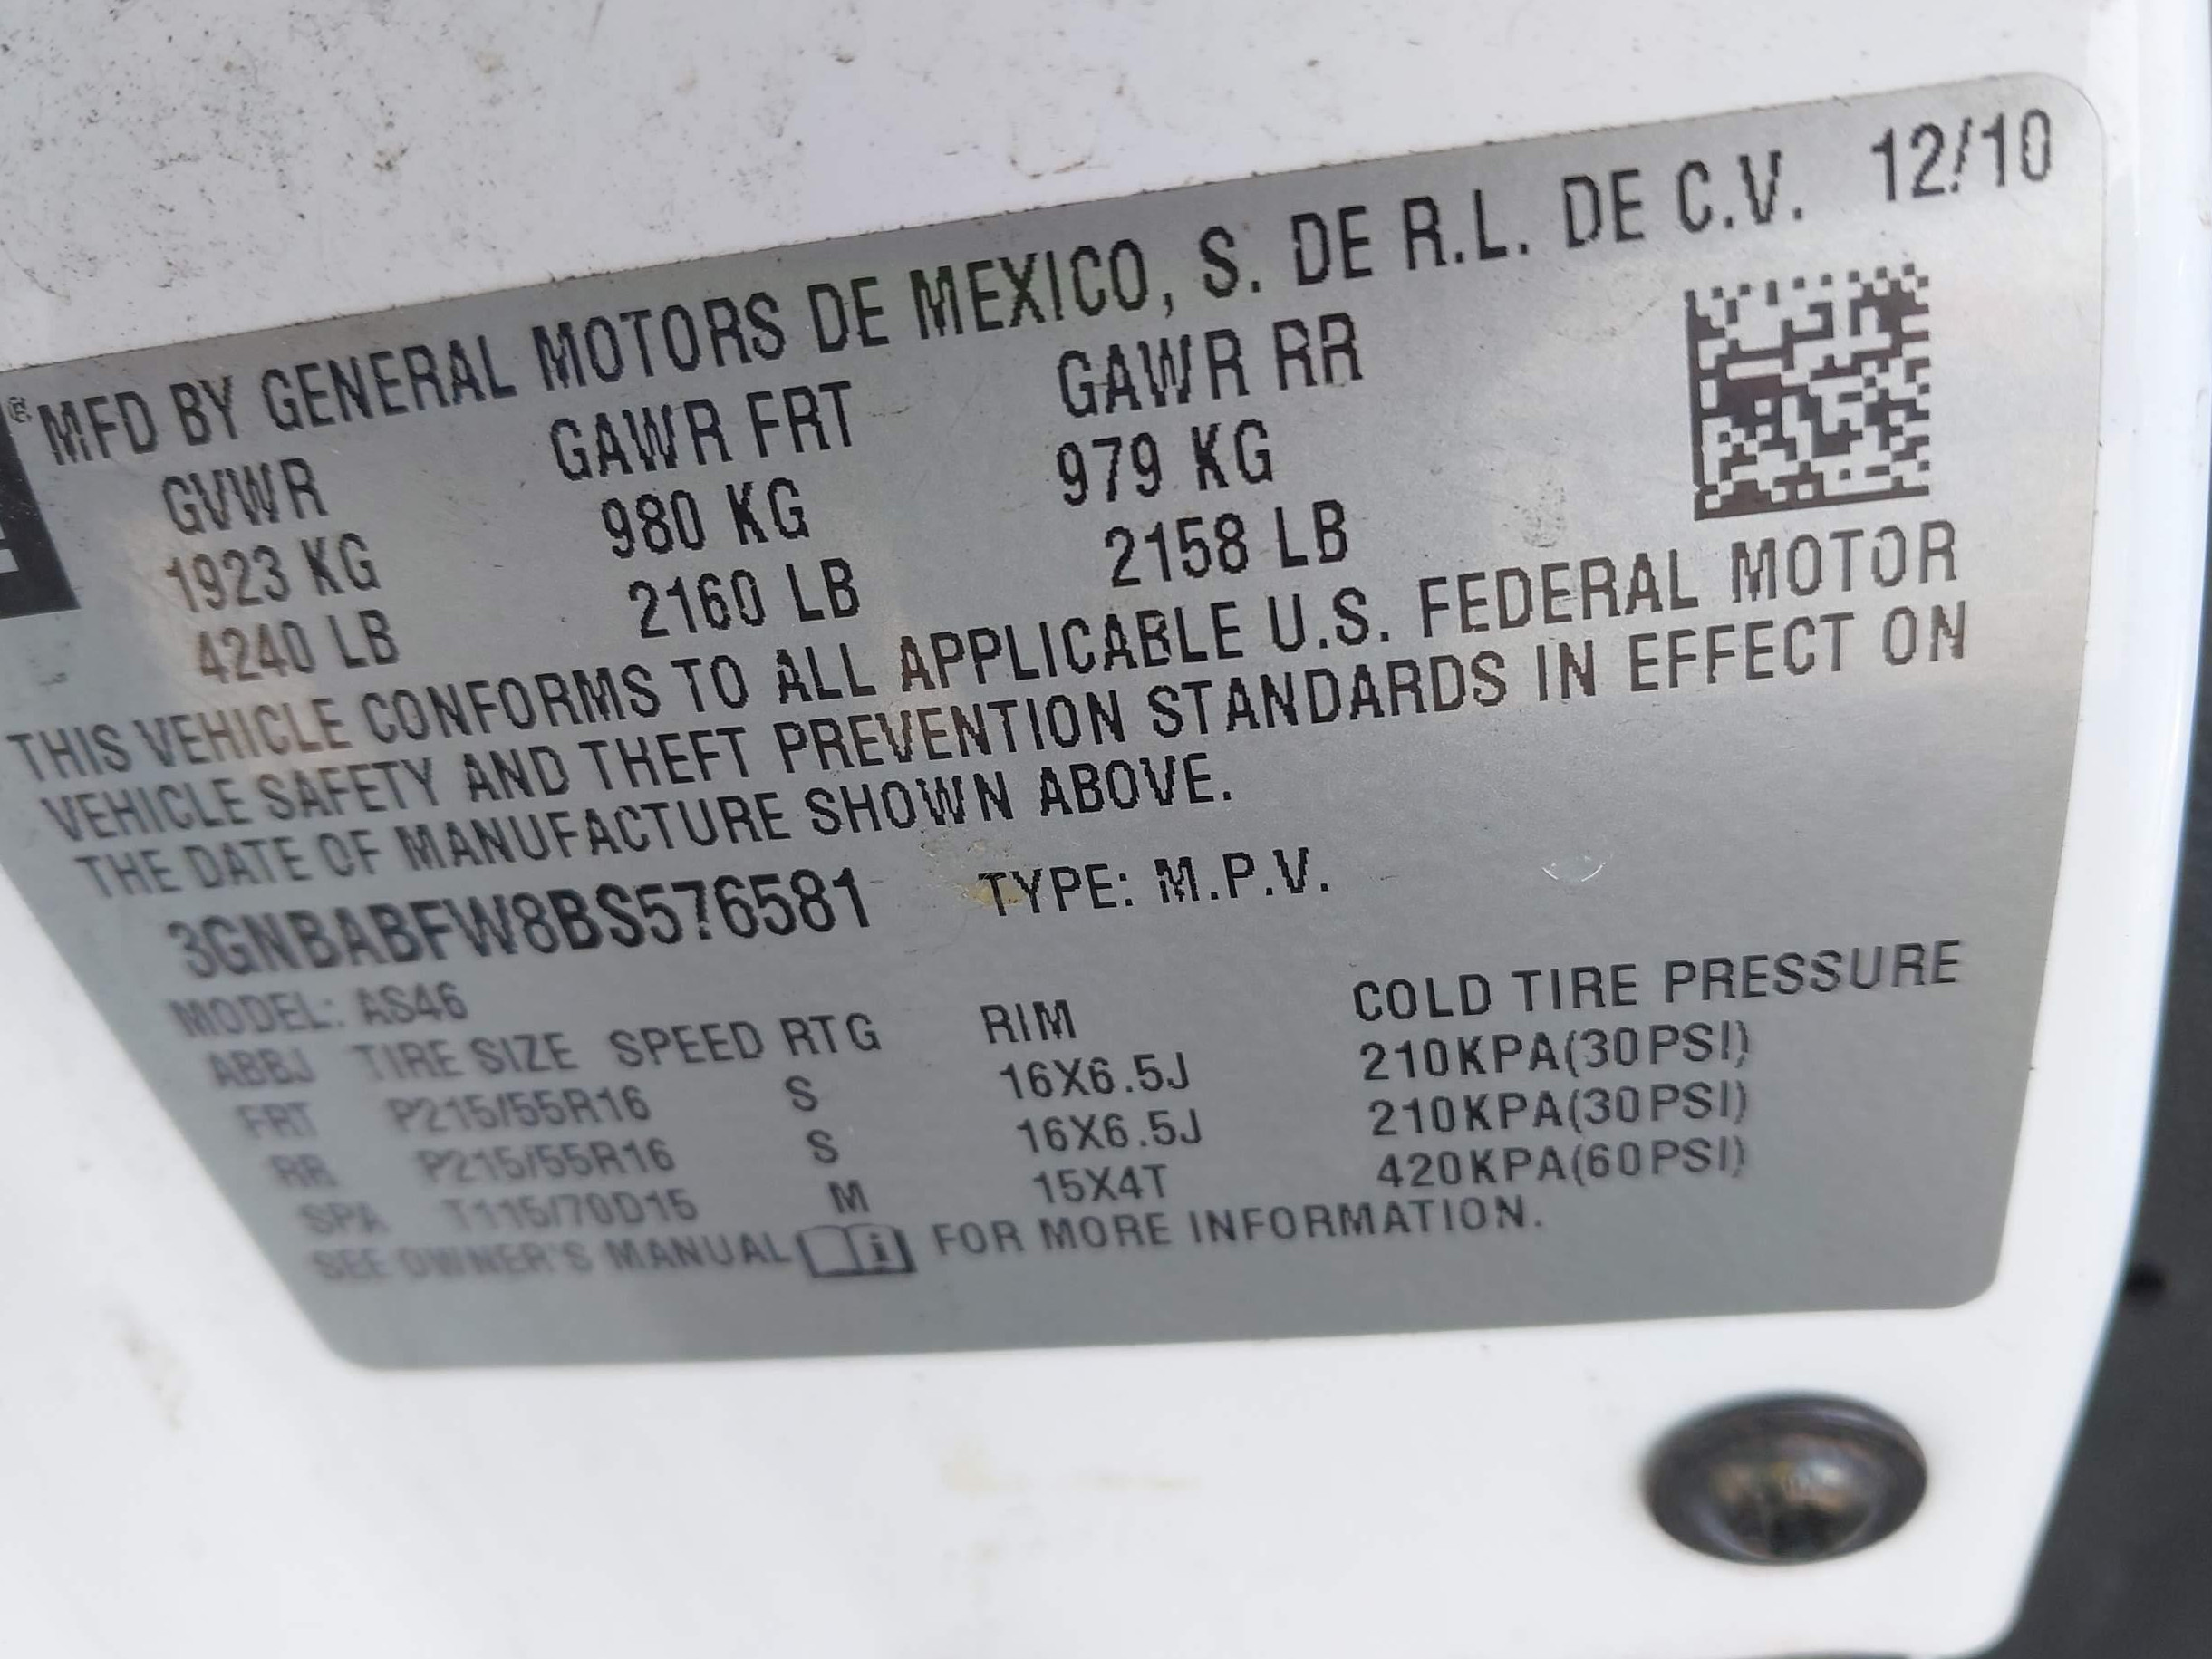 ® MFD BY GENERAL MOTORS DE MEXICO, S. DE R.L. DE C.V. 12/10
GVWR GAWR FRT GAWR RR
1923 KG 980 KG 979 KG
4240 LB 2160 LB 2158 LB
THIS VEHICLE CONFORMS TO ALL APPLICABLE U.S. FEDERAL MOTOR
VEHICLE SAFETY AND THEFT PREVENTION STANDARDS IN EFFECT ON
THE DATE OF MANUFACTURE SHOWN ABOVE.
3GNBABFW8BS576581 TYPE: M.P.V.
MODEL: AS46
ABBJ TIRE SIZE SPEED RTG RIM COLD TIRE PRESSURE
FRT P215/55R16 S 16X6.5J 210KPA(30PSI)
RR P215/55R16 S 16X6.5J 210KPA(30PSI)
SPA T115/70D15 M 15X4T 420KPA(60PSI)
SEE OWNER'S MANUAL i FOR MORE INFORMATION.